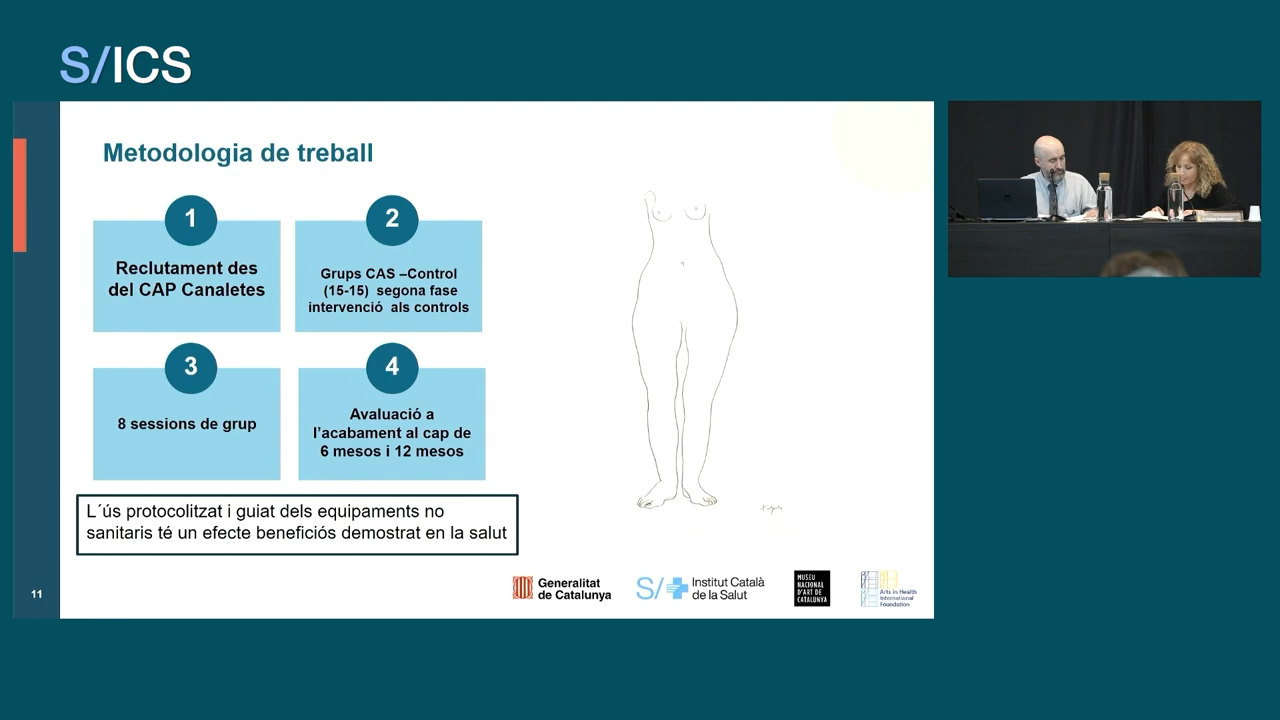 S/ICS
Metodologia de treball
1
Reclutament des
del CAP Canaletes
2
Grups CAS –Control
(15-15) segona fase
intervenció als controls
3
8 sessions de grup
4
Avaluació a
l’acabament al cap de
6 mesos i 12 mesos
L´ús protocolitzat i guiat dels equipaments no
sanitaris té un efecte beneficiós demostrat en la salut
11
Generalitat
de Catalunya
S/
Institut Català
de la Salut
MUSEU
NACIONAL
D'ART DE
CATALUNYA
Arts in Health
International
Foundation